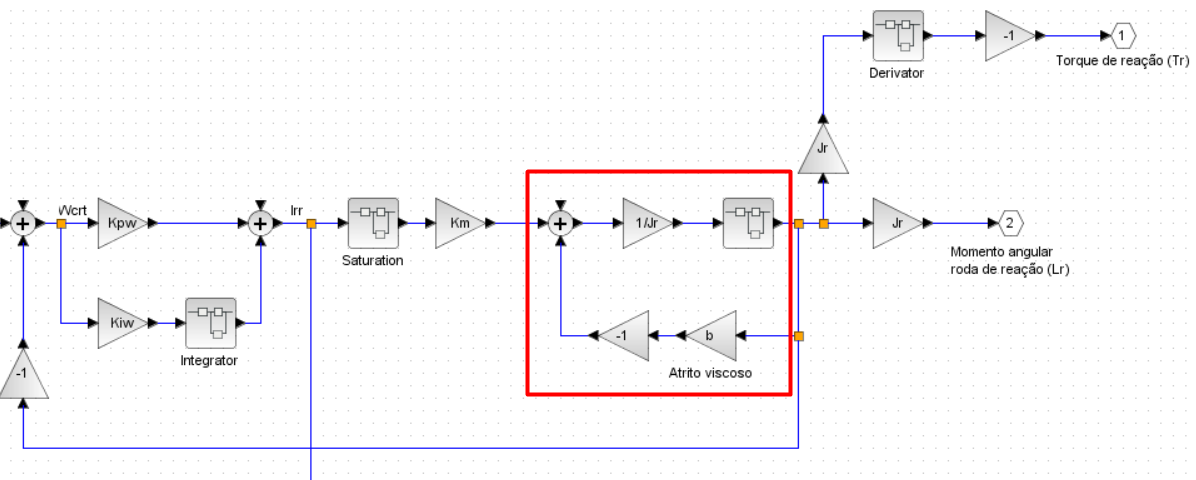 -1
1
Derivator
Torque de reação (Tr)
Jr
Wcrt
Irr
+
Kpw
+
Km
+
1/Jr
Jr
2
Saturation
Momento angular
roda de reação (Lr)
Kiw
-1
b
Integrator
-1
Atrito viscoso